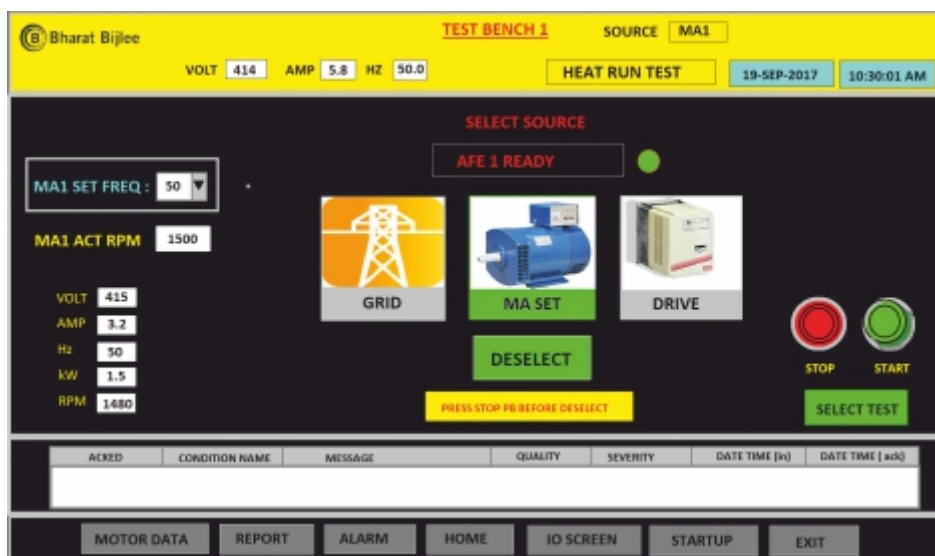 Bharat Bijlee
TEST BENCH 1
SOURCE MA1
VOLT 414 AMP 5.8 HZ 50.0
HEAT RUN TEST
19-SEP-2017
10:30:01 AM
SELECT SOURCE
AFE 1 READY
MA1 SET FREQ : 50
MA1 ACT RPM 1500
GRID
MA SET
DRIVE
VOLT 415
AMP 3.2
Hz 50
kW 1.5
RPM 1480
DESELECT
STOP
START
PRESS STOP PB BEFORE DESELECT
SELECT TEST
ACKED CONDITION NAME MESSAGE QUALITY SEVERITY DATE TIME (in) DATE TIME ( ack)
MOTOR DATA REPORT ALARM HOME IO SCREEN STARTUP EXIT